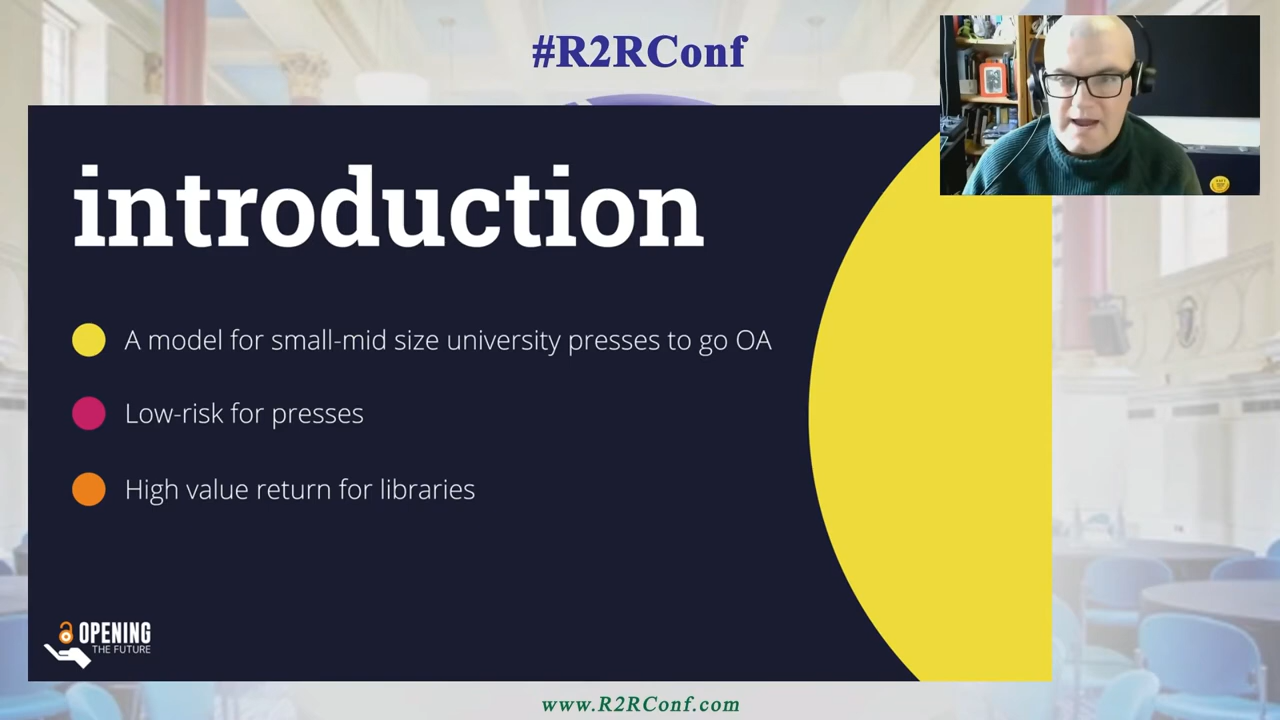 #R2RConf
introduction
A model for small-mid size university presses to go OA
Low-risk for presses
High value return for libraries
OPENING
THE FUTURE
www.R2RConf.com